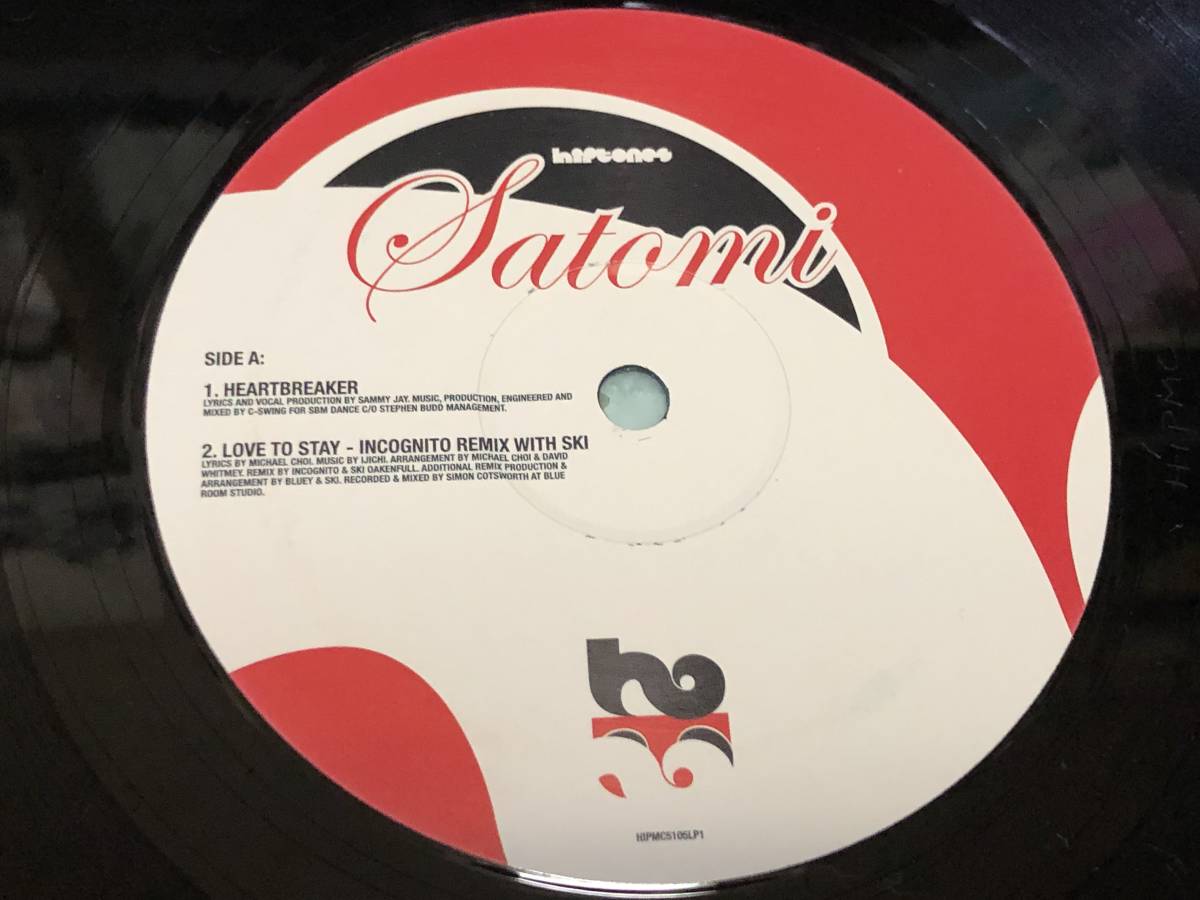 hiptones
Satomi
SIDE A:
1. HEARTBREAKER
LYRICS AND VOCAL PRODUCTION BY SAMMY JAY. MUSIC, PRODUCTION, ENGINEERED AND
MIXED BY C-SWING FOR SBM DANCE C/O STEPHEN BUDD MANAGEMENT.
2. LOVE TO STAY - INCOGNITO REMIX WITH SKI
LYRICS BY MICHAEL CHOI. MUSIC BY IJICHI. ARRANGEMENT BY MICHAEL CHOI & DAVID
WHITMEY. REMIX BY INCOGNITO & SKI OAKENFULL. ADDITIONAL REMIX PRODUCTION &
ARRANGEMENT BY BLUEY & SKI. RECORDED & MIXED BY SIMON COTSWORTH AT BLUE
ROOM STUDIO.
HIPMC5105LP1
HIPMC